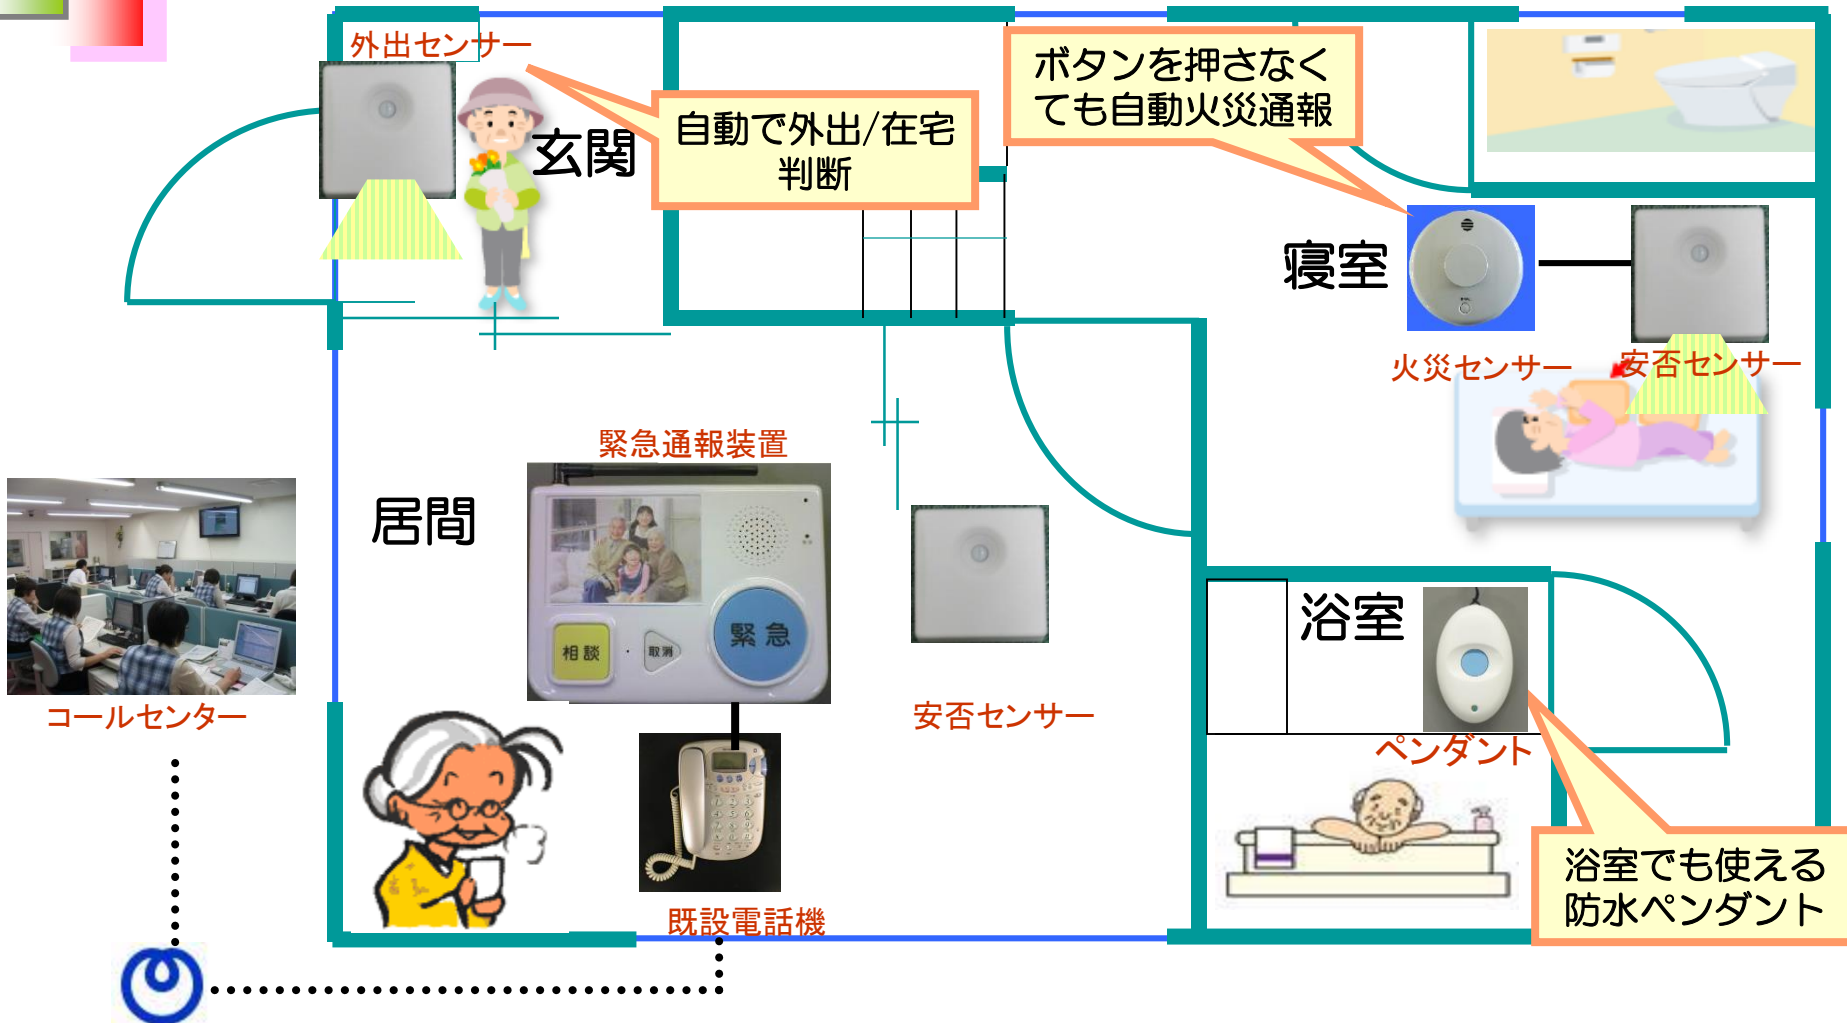 外出センサー
玄関
自動で外出/在宅
判断
ボタンを押さなく
ても自動火災通報
寝室
火災センサー
安否センサー
緊急通報装置
居間
緊急
相談
取消
コールセンター
安否センサー
浴室
ペンダント
既設電話機
浴室でも使える
防水ペンダント